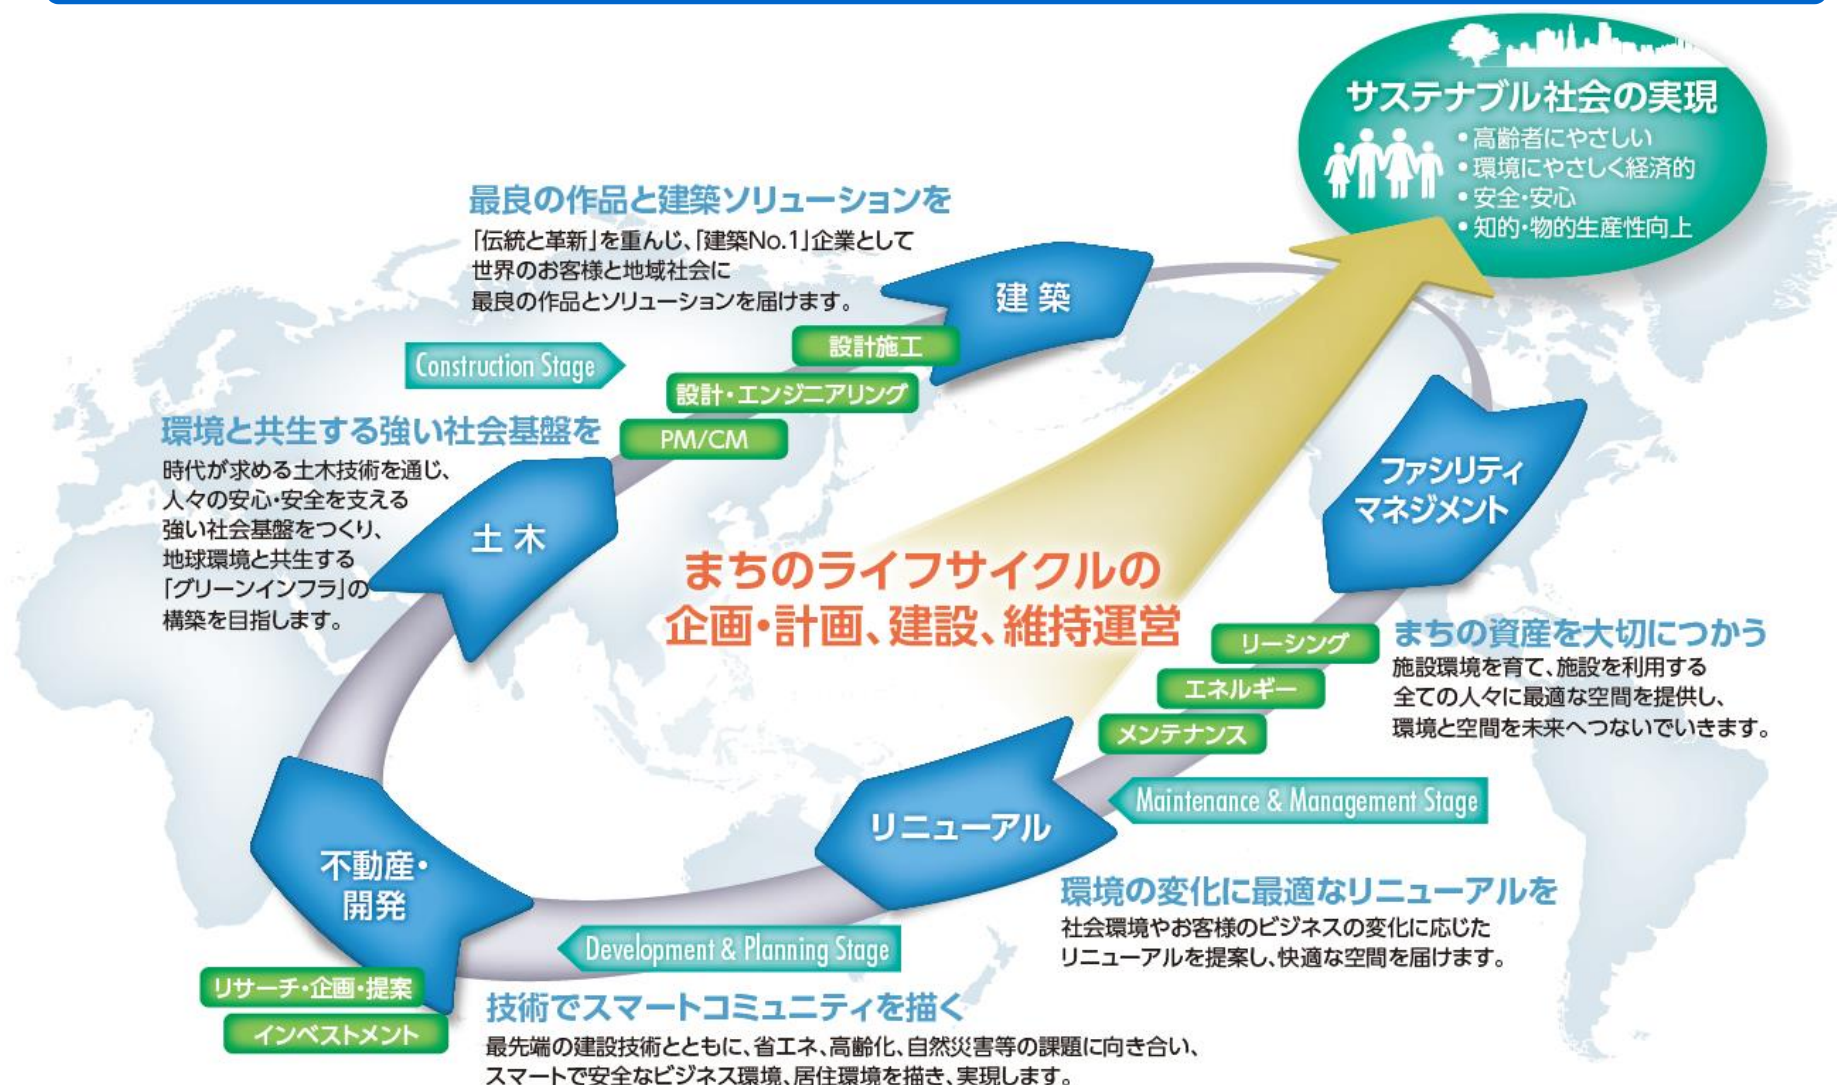 サステナブル社会の実現
・高齢者にやさしい
・環境にやさしく経済的
・安全・安心
・知的・物的生産性向上
最良の作品と建築ソリューションを
「伝統と革新」を重んじ、「建築No.1」企業として
世界のお客様と地域社会に
最良の作品とソリューションを届けます。
建築
設計施工
Construction Stage
設計・エンジニアリング
PM/CM
環境と共生する強い社会基盤を
時代が求める土木技術を通じ、
人々の安心・安全を支える
強い社会基盤をつくり、
地球環境と共生する
「グリーンインフラ」の
構築を目指します。
土木
ファシリティ
マネジメント
まちのライフサイクルの
企画・計画、建設、維持運営
リーシング
エネルギー
メンテナンス
まちの資産を大切につかう
施設環境を育て、施設を利用する
全ての人々に最適な空間を提供し、
環境と空間を未来へつないでいきます。
Maintenance & Management Stage
リニューアル
環境の変化に最適なリニューアルを
社会環境やお客様のビジネスの変化に応じた
リニューアルを提案し、快適な空間を届けます。
不動産・
開発
Development & Planning Stage
リサーチ・企画・提案
インベストメント
技術でスマートコミュニティを描く
最先端の建設技術とともに、省エネ、高齢化、自然災害等の課題に向き合い、
スマートで安全なビジネス環境、居住環境を描き、実現します。